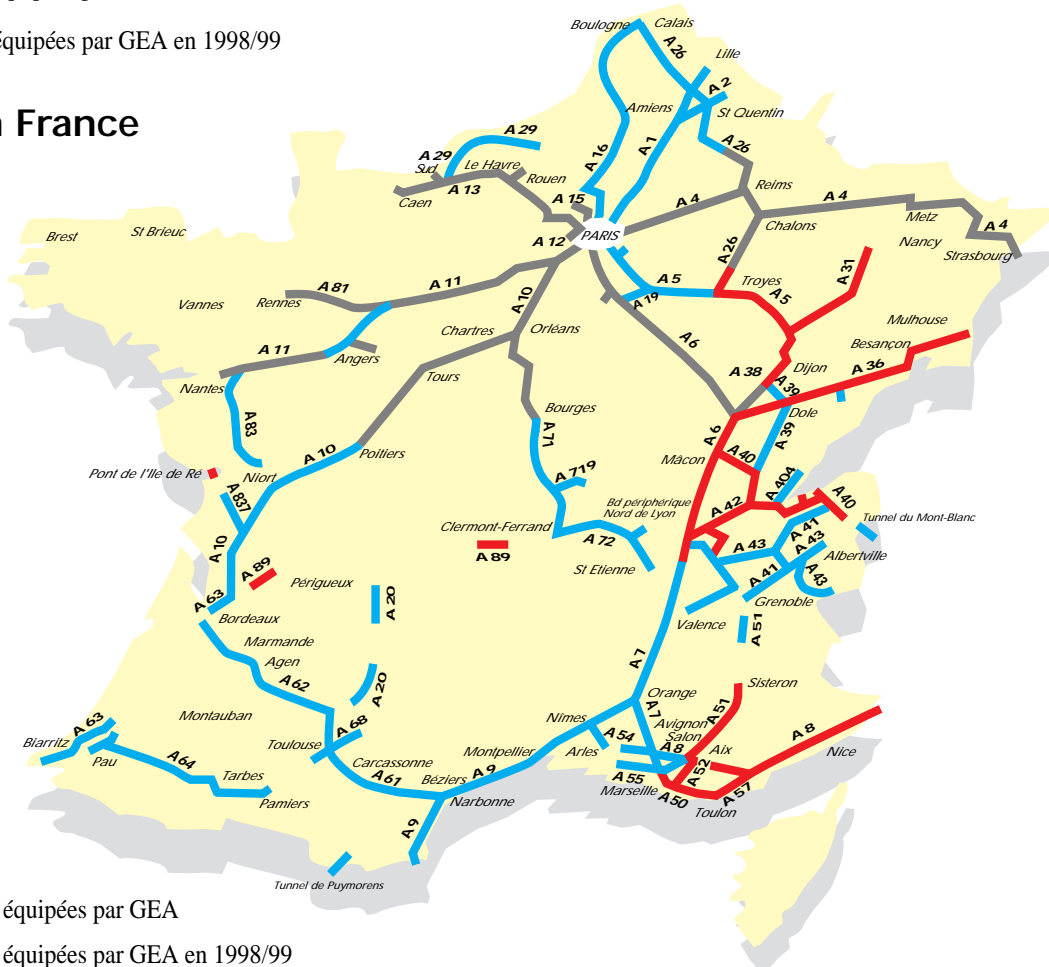 équipées par GEA en 1998/99
France
Boulogne
Calais
A 26
Lille
A 2
Amiens
St Quentin
A 16
A 1
A 26
A 29
A 29
Sud
Le Havre
Rouen
A 13
Caen
A 15
Reims
A 4
A 4
Metz
Chalons
A 4
Nancy
Strasbourg
Brest
St Brieuc
PARIS
A 12
A 26
A 31
A 5
Troyes
A 5
A 19
A 11
A 81
Rennes
Vannes
A 10
Chartres
Orléans
A 6
Mulhouse
Besançon
A 36
A 11
Angers
Tours
A 38
Dijon
A 39
Nantes
Bourges
Dole
A 83
A 71
A 6
A 39
A 10
Poitiers
Mâcon
A 40
Pont de l'Ile de Ré
Niort
A 719
A 404
A 837
Bd périphérique
Nord de Lyon
A 42
A 40
Tunnel du Mont-Blanc
Clermont-Ferrand
A 72
A 41
A 43
A 43
Albertville
A 10
A 89
A 89
St Etienne
A 41
A 43
Périgueux
A 20
Grenoble
A 63
Bordeaux
Valence
A 51
Marmande
Agen
A 7
A 62
A 20
Sisteron
Orange
A 51
Montauban
A 68
Nîmes
A 7
Avignon
Salon
A 8
A 63
Biarritz
Toulouse
A 54
A 8
Aix
Nice
Pau
A 64
Carcassonne
Montpellier
Arles
A 52
Tarbes
A 61
Béziers
A 9
A 55
Marseille
A 50
A 57
Pamiers
Narbonne
Toulon
A 9
Tunnel de Puymorens
équipées par GEA
équipées par GEA en 1998/99